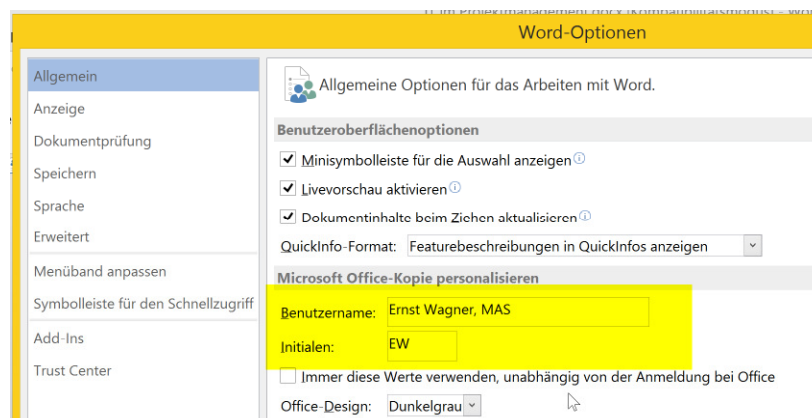 Word-Optionen
Allgemein
Anzeige
Dokumentprüfung
Speichern
Sprache
Erweitert
Menüband anpassen
Symbolleiste für den Schnellzugriff
Add-Ins
Trust Center
Allgemeine Optionen für das Arbeiten mit Word.
Benutzeroberflächenoptionen
Minisymbolleiste für die Auswahl anzeigen
Livevorschau aktivieren
Dokumentinhalte beim Ziehen aktualisieren
QuickInfo-Format: Featurebeschreibungen in QuickInfos anzeigen
Microsoft Office-Kopie personalisieren
Benutzername: Ernst Wagner, MAS
Initialen: EW
Immer diese Werte verwenden, unabhängig von der Anmeldung bei Office
Office-Design: Dunkelgrau